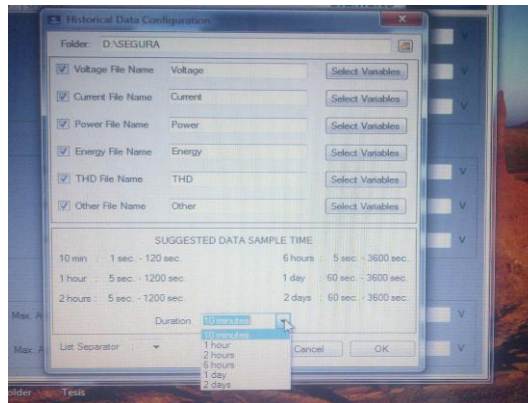 Historical Data Configuration
Folder: D:\SEGURA
Voltage File Name Voltage Select Variables
Current File Name Current Select Variables
Power File Name Power Select Variables
Energy File Name Energy Select Variables
THD File Name THD Select Variables
Other File Name Other Select Variables
SUGGESTED DATA SAMPLE TIME
10 min : 1 sec. - 120 sec. 6 hours : 5 sec. - 3600 sec.
1 hour : 5 sec. - 1200 sec. 1 day : 60 sec. - 3600 sec.
2 hours : 5 sec. - 1200 sec. 2 days : 60 sec. - 3600 sec.
Duration 10 minutes
10 minutes
List Separator Cancel OK
1 hour
2 hours
6 hours
1 day
2 days
Max. A
Max. A
V
V
V
V
V
V
V
older Tesis